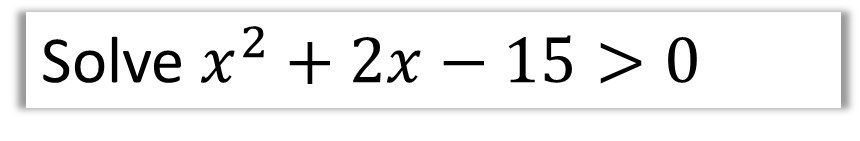 Solve 𝑥² + 2𝑥 − 15 > 0